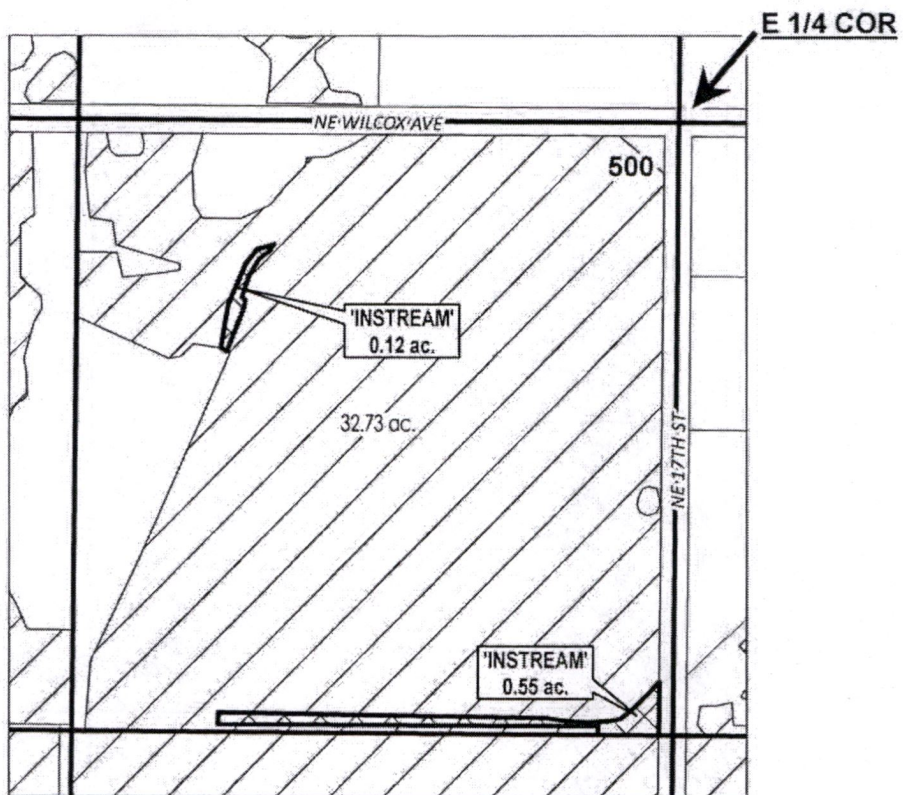 E 1/4 COR
NE WILCOX AVE
500
'INSTREAM'
0.12 ac.
32.73 ac.
NE 17TH ST
'INSTREAM'
0.55 ac.